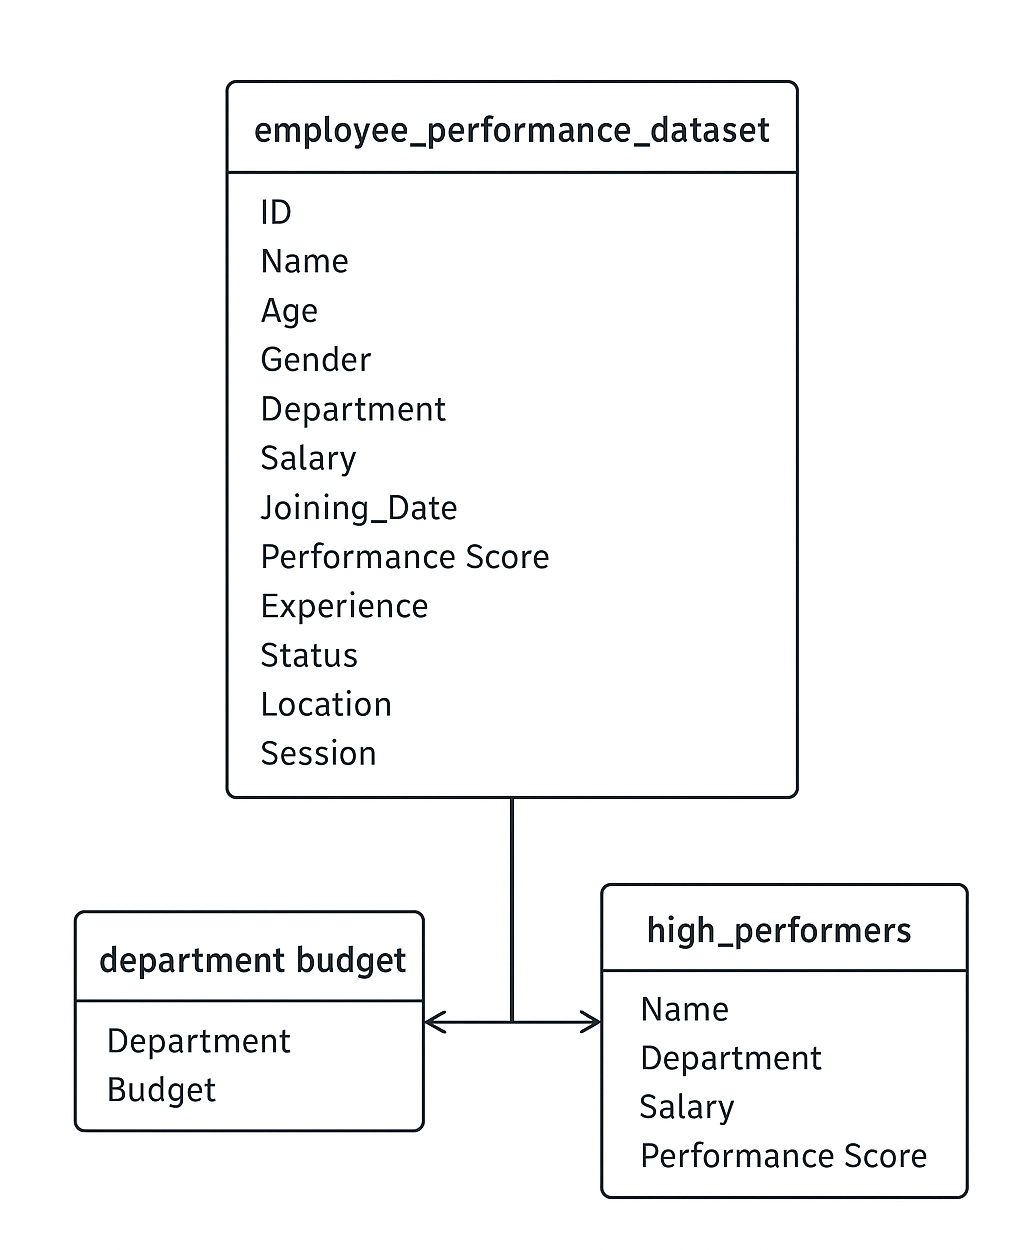 employee_performance_dataset
ID
Name
Age
Gender
Department
Salary
Joining_Date
Performance Score
Experience
Status
Location
Session
department budget
Department
Budget
high_performers
Name
Department
Salary
Performance Score